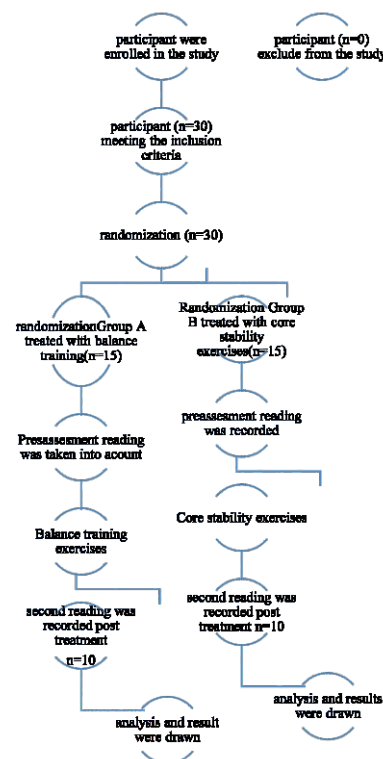 participant were
enrolled in the study
participant (n=0)
exclude from the study
participant (n=30)
meeting the inclusion
criteria
randomization (n=30)
randomizationGroup A
treated with balance
training(n=15)
Randomization Group
B treated with core
stability
exercises(n=15)
Presassesment reading
was taken into acount
preassesment reading
was recorded
Balance training
exercises
Core stability exercises
second reading was
recorded post
treatment
n=10
second reading was
recorded post
treatment n=10
analysis and result
were drawn
analysis and results
were drawn